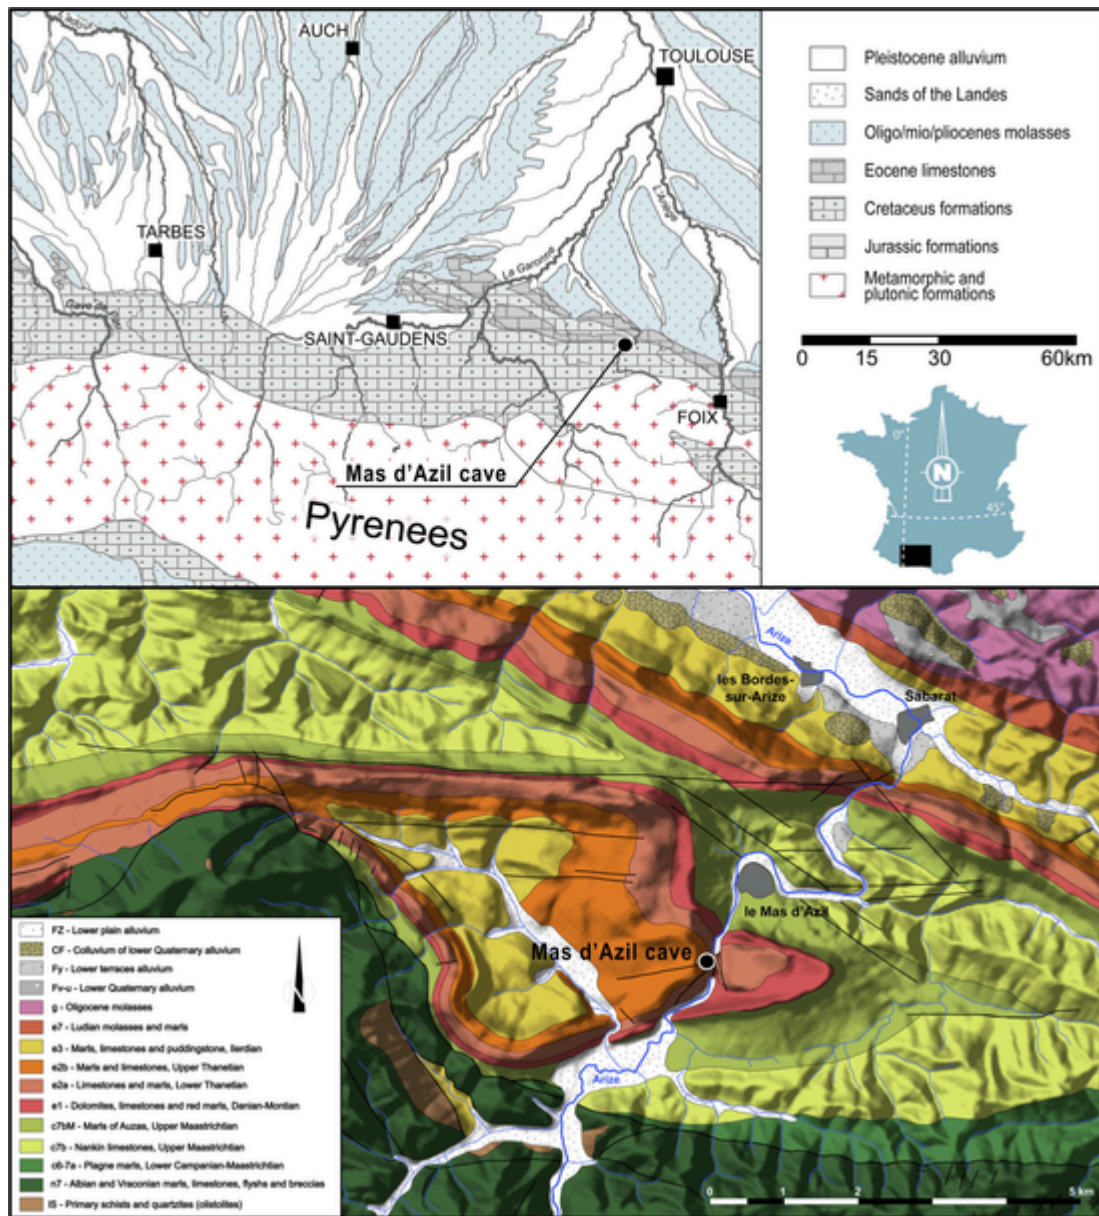 AUCH
TOULOUSE
TARBES
La Garonne
L'Ariège
SAINT-GAUDENS
FOIX
Mas d'Azil cave
Pyrenees
Pleistocene alluvium
Sands of the Landes
Oligo/mio/pliocenes molasses
Eocene limestones
Cretaceus formations
Jurassic formations
Metamorphic and
plutonic formations
0 15 30 60km
0°
N
45°
Arize
les Bordes-
sur-Arize
Sabarat
le Mas d'Azil
Mas d'Azil cave
Arize
FZ - Lower plain alluvium
CF - Colluvium of lower Quaternary alluvium
Fy - Lower terraces alluvium
Fv-u - Lower Quaternary alluvium
g - Oligocene molasses
e7 - Ludian molasses and marls
e3 - Marls, limestones and puddingstone, Ilerdian
e2b - Marls and limestones, Upper Thanetian
e2a - Limestones and marls, Lower Thanetian
e1 - Dolomites, limestones and red marls, Danian-Montian
c7bM - Marls of Auzas, Upper Maastrichtian
c7b - Nankin limestones, Upper Maastrichtian
c6-7a - Plagne marls, Lower Campanian-Maastrichtian
n7 - Albian and Vraconian marls, limestones, flyshs and breccias
IS - Primary schists and quartzites (olistolites)
0 1 2 5 km